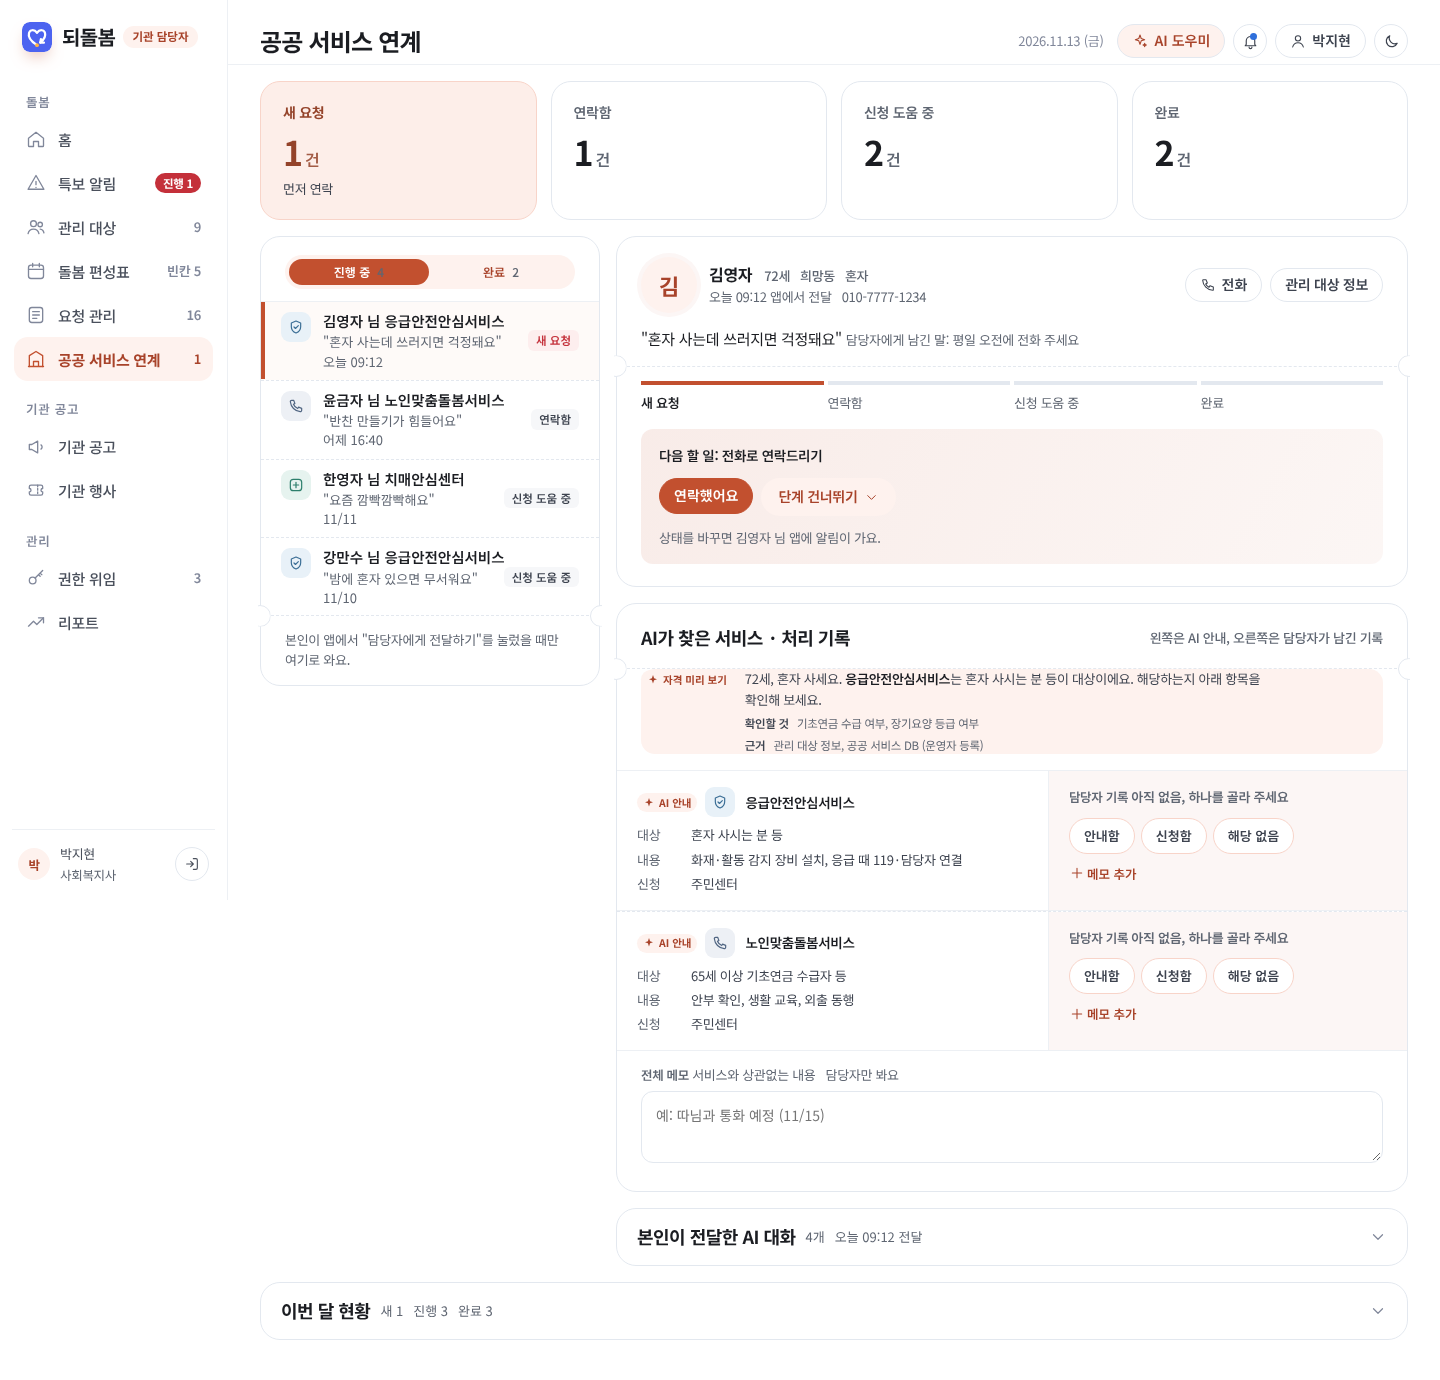 되돌봄 기관 담당자
돌봄
홈
특보 알림 진행 1
관리 대상 9
돌봄 편성표 빈칸 5
요청 관리 16
공공 서비스 연계 1
기관 공고
기관 공고
기관 행사
관리
권한 위임 3
리포트
박 박지현
사회복지사
공공 서비스 연계
2026.11.13 (금) AI 도우미 박지현
새 요청
1건
먼저 연락
연락함
1건
신청 도움 중
2건
완료
2건
진행 중 4 완료 2
김영자 님 응급안전안심서비스
"혼자 사는데 쓰러지면 걱정돼요"
오늘 09:12
새 요청
윤금자 님 노인맞춤돌봄서비스
"반찬 만들기가 힘들어요"
어제 16:40
연락함
한영자 님 치매안심센터
"요즘 깜빡깜빡해요"
11/11
신청 도움 중
강만수 님 응급안전안심서비스
"밤에 혼자 있으면 무서워요"
11/10
신청 도움 중
본인이 앱에서 "담당자에게 전달하기"를 눌렀을 때만
여기로 와요.
김 김영자 72세 희망동 혼자
오늘 09:12 앱에서 전달 010-7777-1234
전화 관리 대상 정보
"혼자 사는데 쓰러지면 걱정돼요" 담당자에게 남긴 말: 평일 오전에 전화 주세요
새 요청 연락함 신청 도움 중 완료
다음 할 일: 전화로 연락드리기
연락했어요 단계 건너뛰기
상태를 바꾸면 김영자 님 앱에 알림이 가요.
AI가 찾은 서비스 · 처리 기록 왼쪽은 AI 안내, 오른쪽은 담당자가 남긴 기록
자격 미리 보기 72세, 혼자 사세요. 응급안전안심서비스는 혼자 사시는 분 등이 대상이에요. 해당하는지 아래 항목을
확인해 보세요.
확인할 것 기초연금 수급 여부, 장기요양 등급 여부
근거 관리 대상 정보, 공공 서비스 DB (운영자 등록)
AI 안내 응급안전안심서비스
대상 혼자 사시는 분 등
내용 화재·활동 감지 장비 설치, 응급 때 119·담당자 연결
신청 주민센터
담당자 기록 아직 없음, 하나를 골라 주세요
안내함 신청함 해당 없음
메모 추가
AI 안내 노인맞춤돌봄서비스
대상 65세 이상 기초연금 수급자 등
내용 안부 확인, 생활 교육, 외출 동행
신청 주민센터
담당자 기록 아직 없음, 하나를 골라 주세요
안내함 신청함 해당 없음
메모 추가
전체 메모 서비스와 상관없는 내용 담당자만 봐요
예: 따님과 통화 예정 (11/15)
본인이 전달한 AI 대화 4개 오늘 09:12 전달
이번 달 현황 새 1 진행 3 완료 3